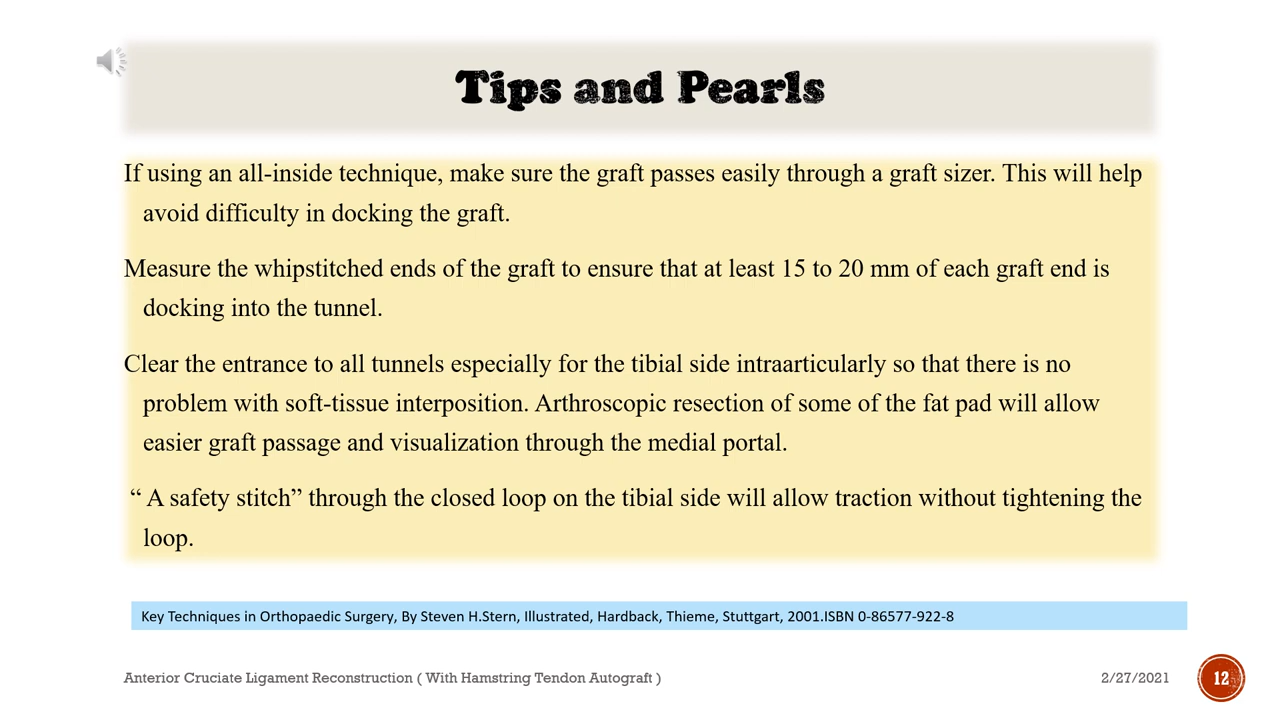 Tips and Pearls
If using an all-inside technique, make sure the graft passes easily through a graft sizer. This will help
avoid difficulty in docking the graft.
Measure the whipstitched ends of the graft to ensure that at least 15 to 20 mm of each graft end is
docking into the tunnel.
Clear the entrance to all tunnels especially for the tibial side intraarticularly so that there is no
problem with soft-tissue interposition. Arthroscopic resection of some of the fat pad will allow
easier graft passage and visualization through the medial portal.
“ A safety stitch” through the closed loop on the tibial side will allow traction without tightening the
loop.
Key Techniques in Orthopaedic Surgery, By Steven H.Stern, Illustrated, Hardback, Thieme, Stuttgart, 2001.ISBN 0-86577-922-8
Anterior Cruciate Ligament Reconstruction ( With Hamstring Tendon Autograft )
2/27/2021
12